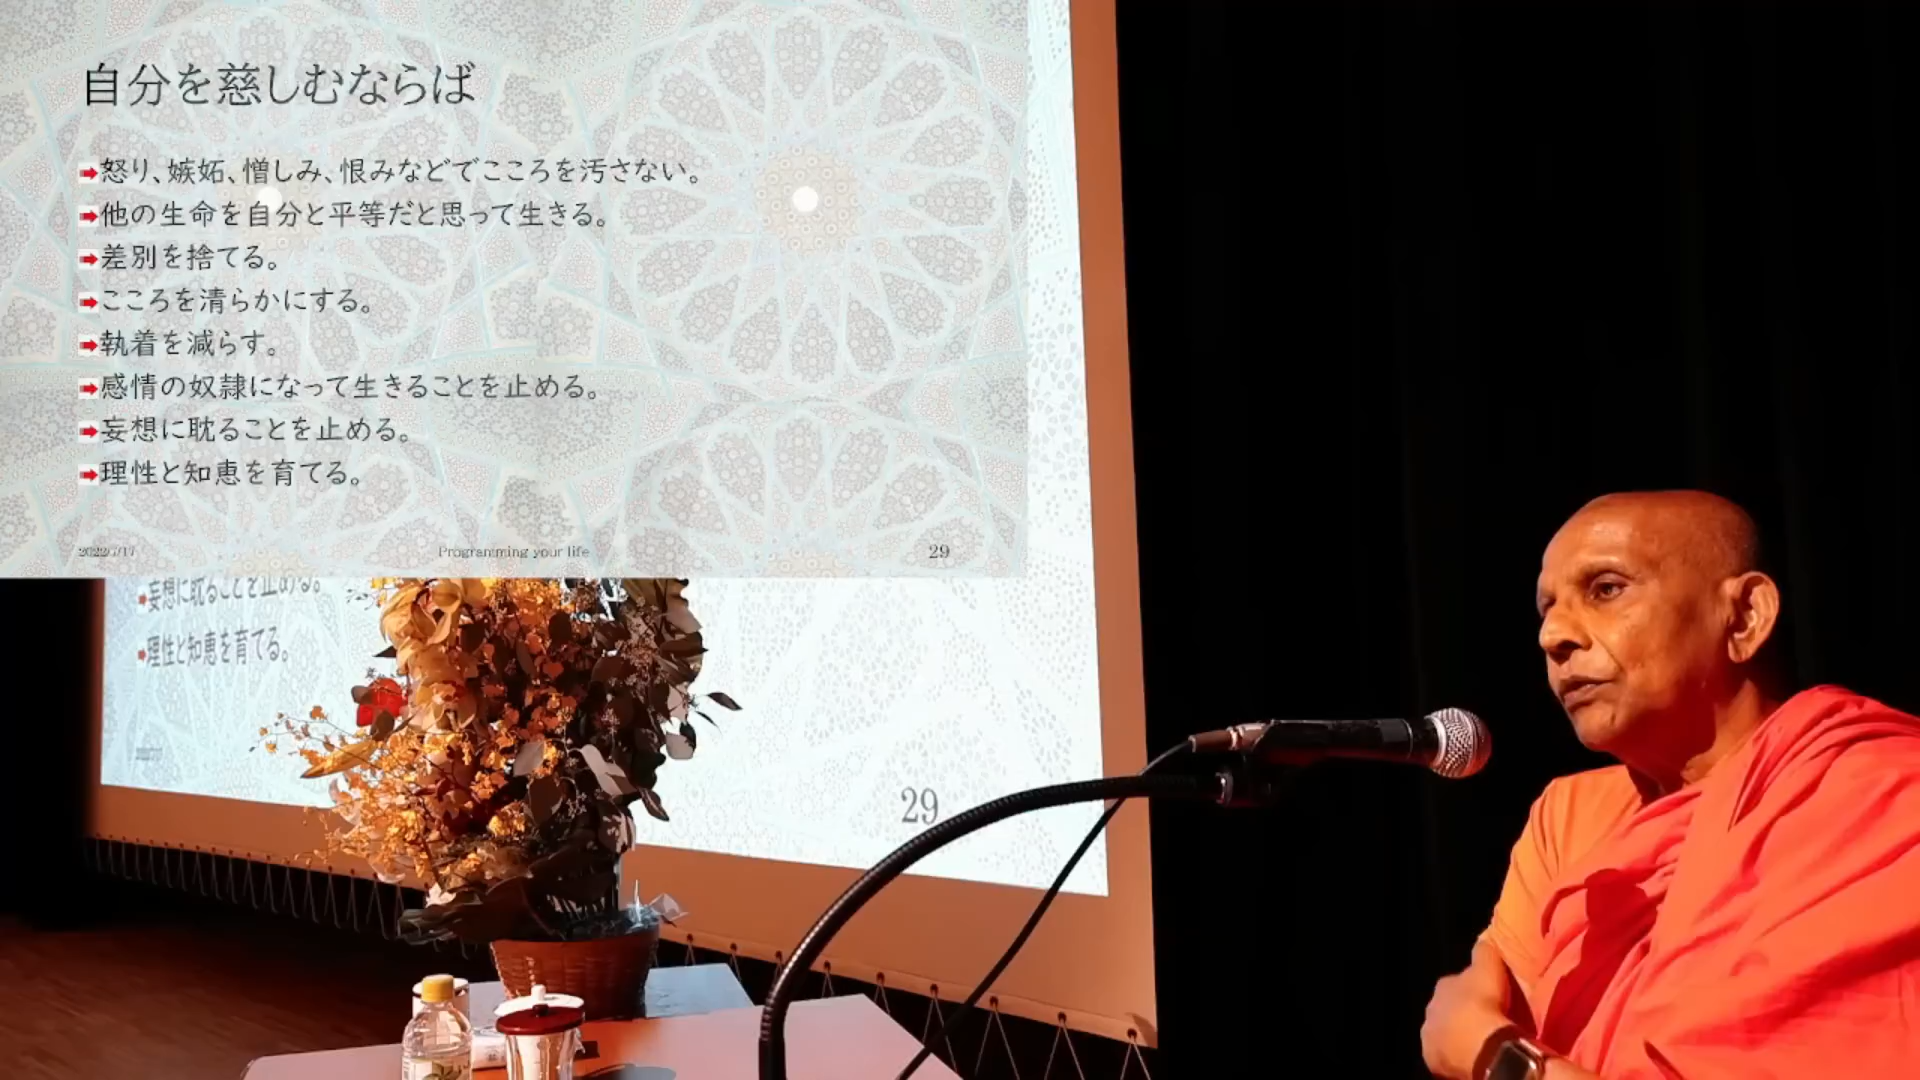 自分を慈しむならば
怒り、嫉妬、憎しみ、恨みなどでこころを汚さない。
他の生命を自分と平等だと思って生きる。
差別を捨てる。
こころを清らかにする。
執着を減らす。
感情の奴隷になって生きることを止める。
妄想に耽ることを止める。
理性と知恵を育てる。
2022/7/17 Programming your life 29
妄想に耽ることを止める。
理性と知恵を育てる。
29